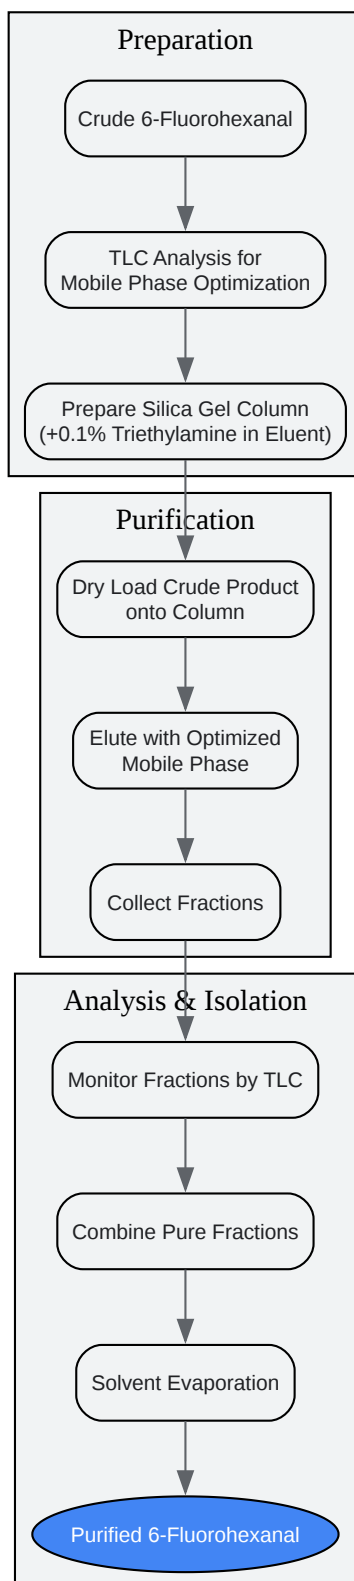 Preparation
Crude 6-Fluorohexanal
TLC Analysis for
Mobile Phase Optimization
Prepare Silica Gel Column
(+0.1% Triethylamine in Eluent)
Purification
Dry Load Crude Product
onto Column
Elute with Optimized
Mobile Phase
Collect Fractions
Analysis & Isolation
Monitor Fractions by TLC
Combine Pure Fractions
Solvent Evaporation
Purified 6-Fluorohexanal